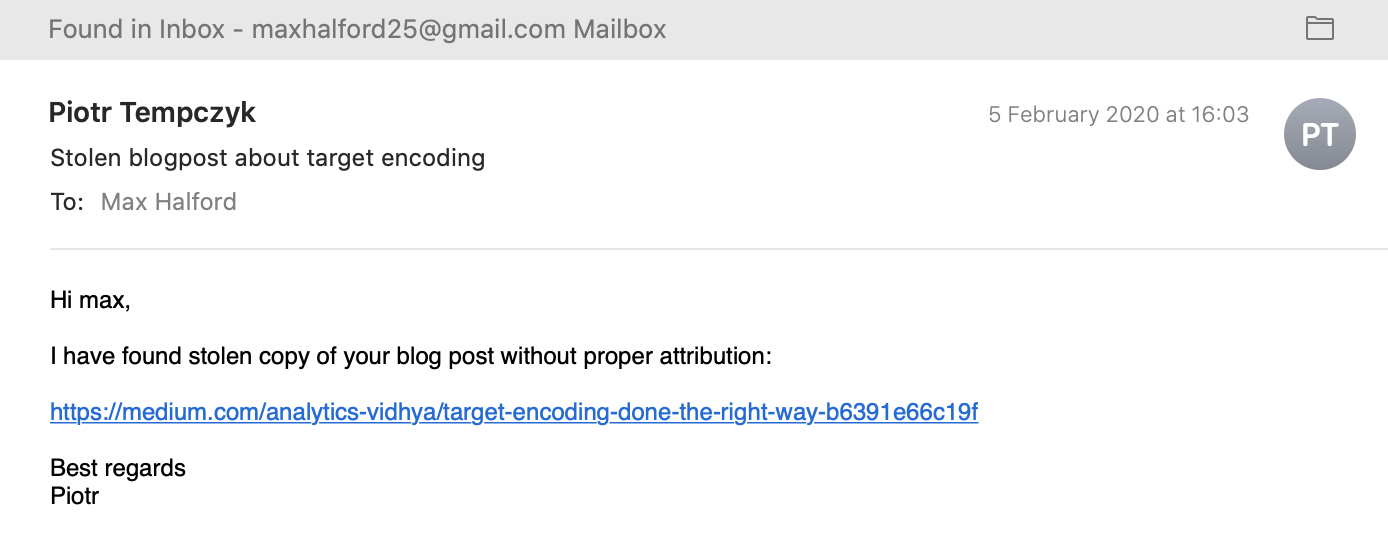 Found in Inbox - maxhalford25@gmail.com Mailbox
Piotr Tempczyk
5 February 2020 at 16:03
PT
Stolen blogpost about target encoding
To: Max Halford
Hi max,
I have found stolen copy of your blog post without proper attribution:
https://medium.com/analytics-vidhya/target-encoding-done-the-right-way-b6391e66c19f
Best regards
Piotr